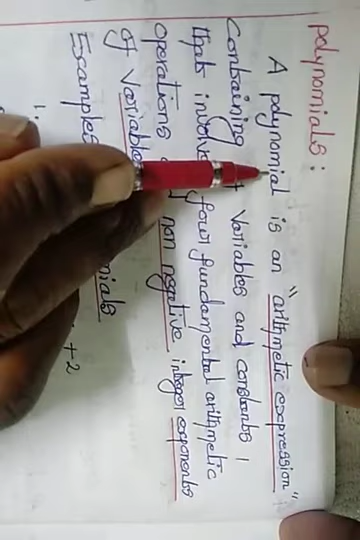 Polynomials :
A polynomial is an "arithmetic expression"
Containing variables and constants,
that involve four fundamental arithmetic
operations non negative integer exponents
of variables
Examples
1.
+ 2